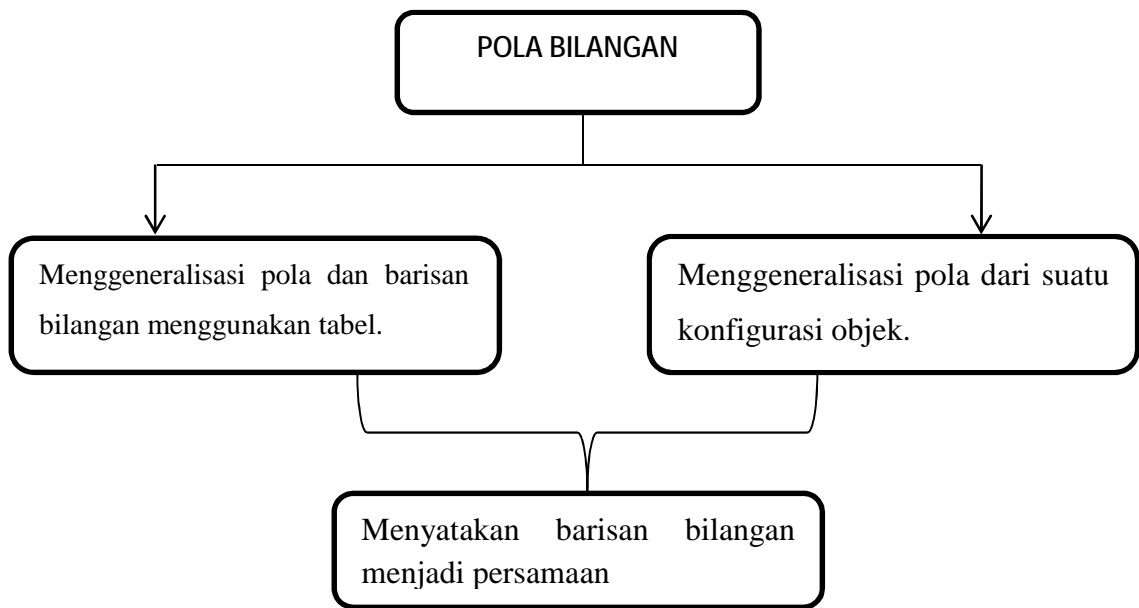 POLA BILANGAN
Menggeneralisasi pola dan barisan
bilangan menggunakan tabel.
Menggeneralisasi pola dari suatu
konfigurasi objek.
Menyatakan barisan bilangan
menjadi persamaan